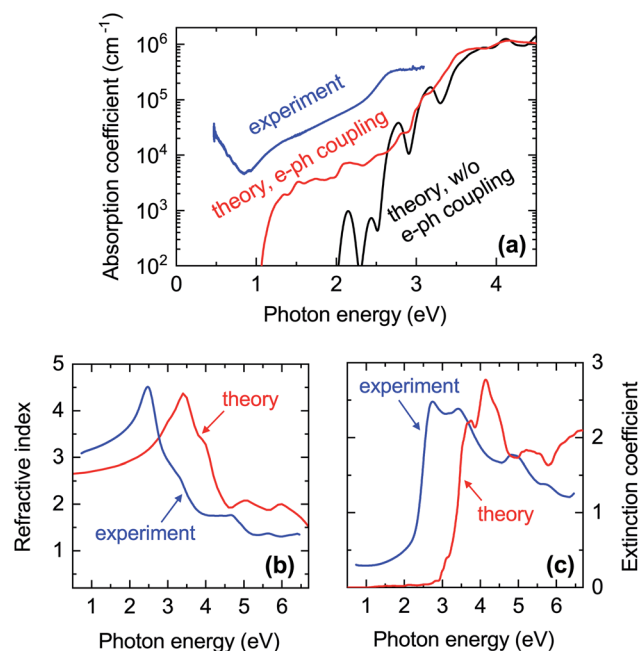 Absorption coefficient (cm⁻¹)
10⁶
10⁵
10⁴
10³
10²
experiment
theory, e-ph coupling
theory, w/o
e-ph coupling
(a)
0 1 2 3 4
Photon energy (eV)
Refractive index
5
4
3
2
1
theory
experiment
(b)
1 2 3 4 5 6
Photon energy (eV)
experiment
theory
(c)
3
2
1
0
Extinction coefficient
0 1 2 3 4 5 6
Photon energy (eV)